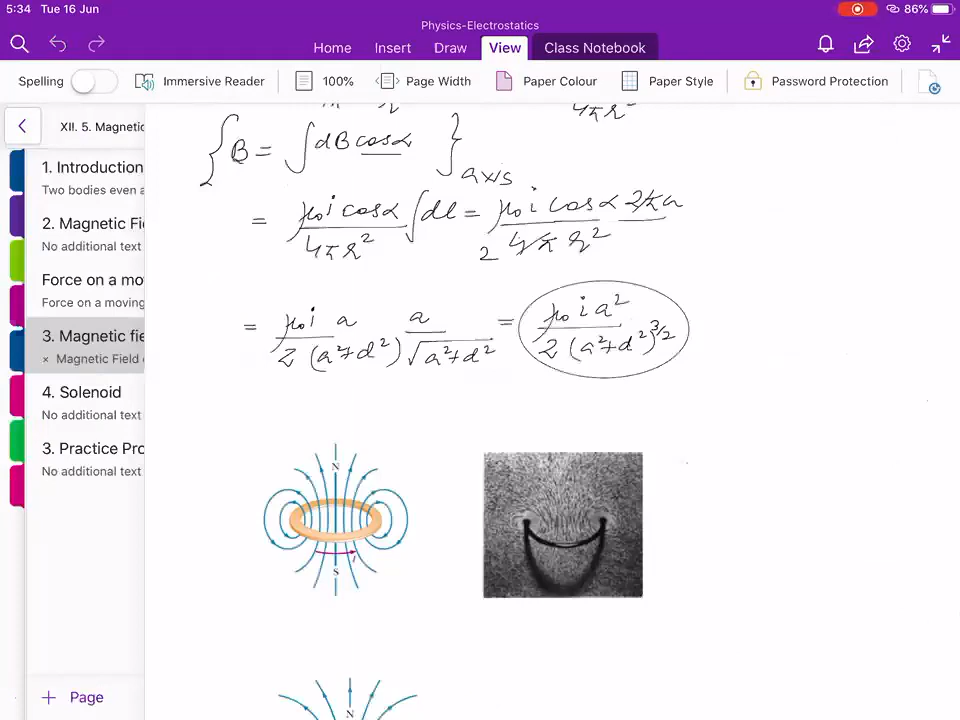 5:34 Tue 16 Jun
86%
Physics-Electrostatics
Home Insert Draw View Class Notebook
Spelling Immersive Reader 100% Page Width Paper Colour Paper Style Password Protection
XII. 5. Magnetic
1. Introduction
Two bodies even a
2. Magnetic Fi
No additional text
Force on a mo
Force on a moving
3. Magnetic fie
× Magnetic Field
4. Solenoid
No additional text
3. Practice Pro
No additional text
+ Page
4πr²
{ B = ∫ dB cosα } axis
= μ₀ i cosα / 4πr² ∫ dl = μ₀ i cosα 2πa / 2 4π r²
= μ₀ i a / 2 (a²+d²) a / √a²+d² = μ₀ i a² / 2 (a²+d²)^3/2
N
I
S
N